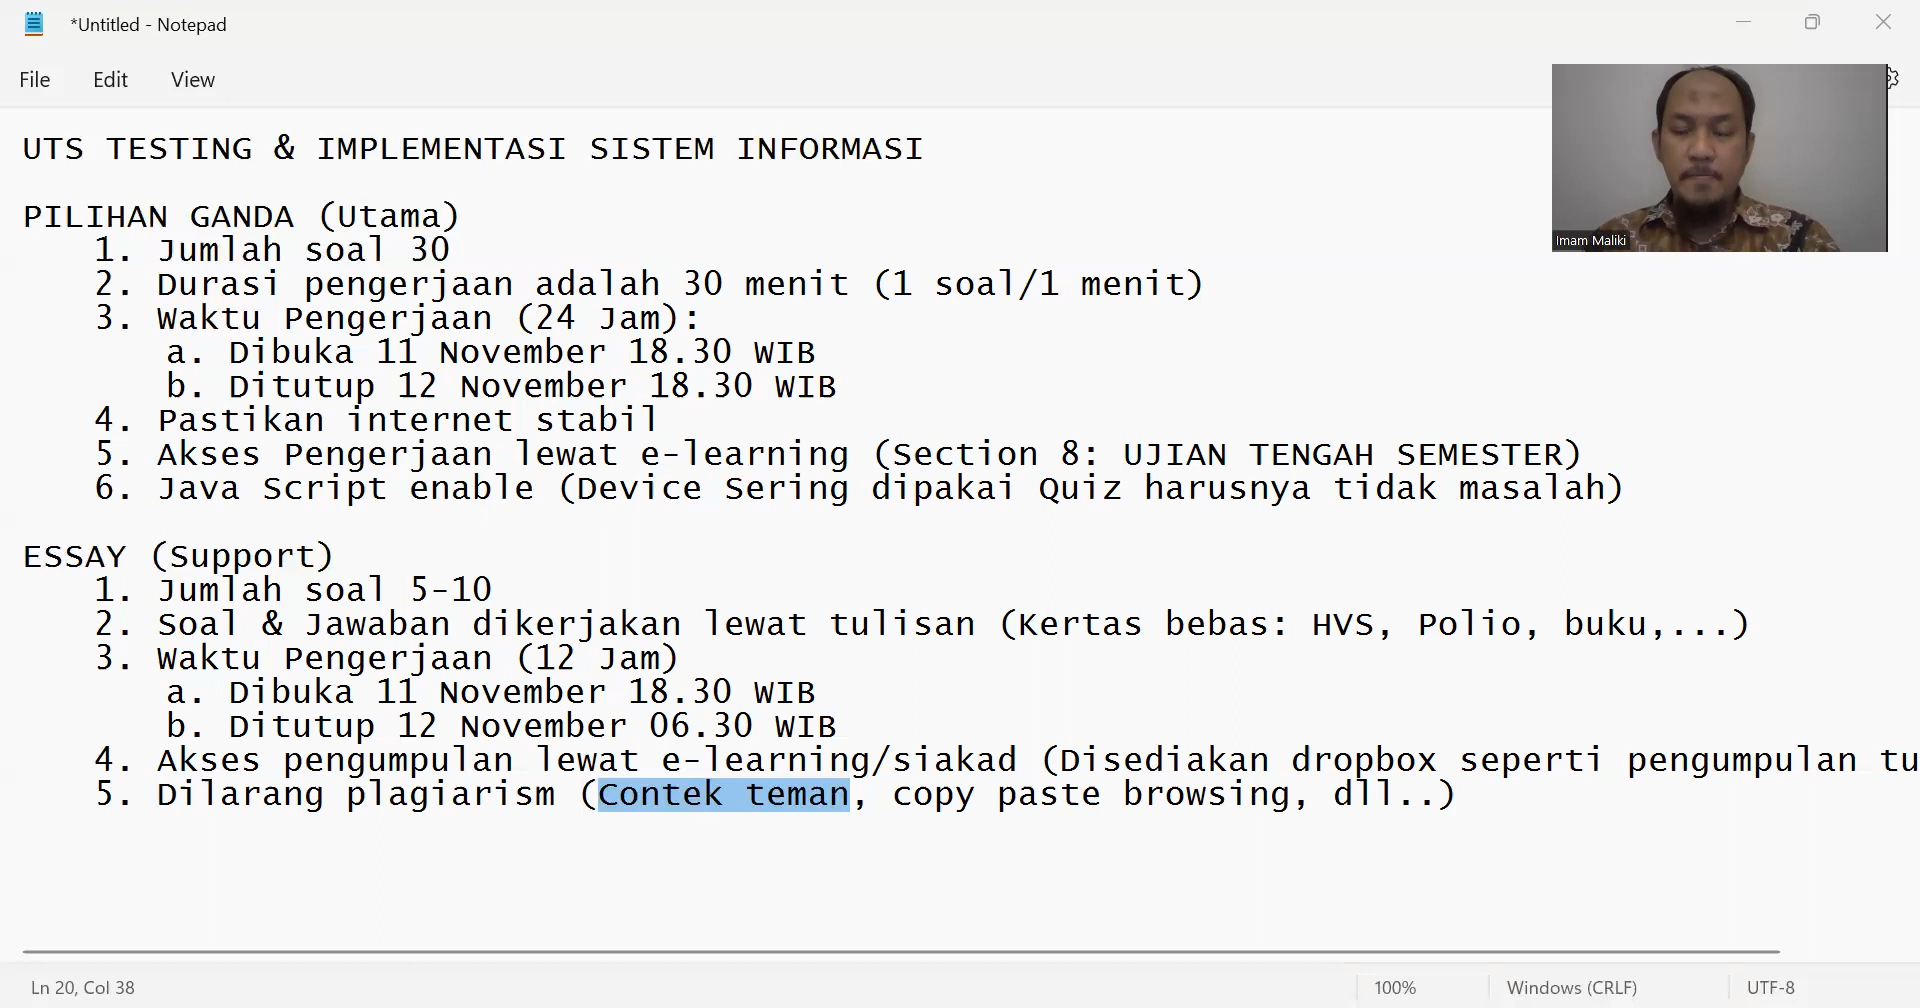 *Untitled - Notepad
File Edit View
Imam Maliki
UTS TESTING & IMPLEMENTASI SISTEM INFORMASI
PILIHAN GANDA (Utama)
1. Jumlah soal 30
2. Durasi pengerjaan adalah 30 menit (1 soal/1 menit)
3. Waktu Pengerjaan (24 Jam):
a. Dibuka 11 November 18.30 WIB
b. Ditutup 12 November 18.30 WIB
4. Pastikan internet stabil
5. Akses Pengerjaan lewat e-learning (Section 8: UJIAN TENGAH SEMESTER)
6. Java Script enable (Device Sering dipakai Quiz harusnya tidak masalah)
ESSAY (Support)
1. Jumlah soal 5-10
2. Soal & Jawaban dikerjakan lewat tulisan (Kertas bebas: HVS, Polio, buku,...)
3. Waktu Pengerjaan (12 Jam)
a. Dibuka 11 November 18.30 WIB
b. Ditutup 12 November 06.30 WIB
4. Akses pengumpulan lewat e-learning/siakad (Disediakan dropbox seperti pengumpulan tu
5. Dilarang plagiarism (Contek teman, copy paste browsing, dll..)
Ln 20, Col 38 100% Windows (CRLF) UTF-8